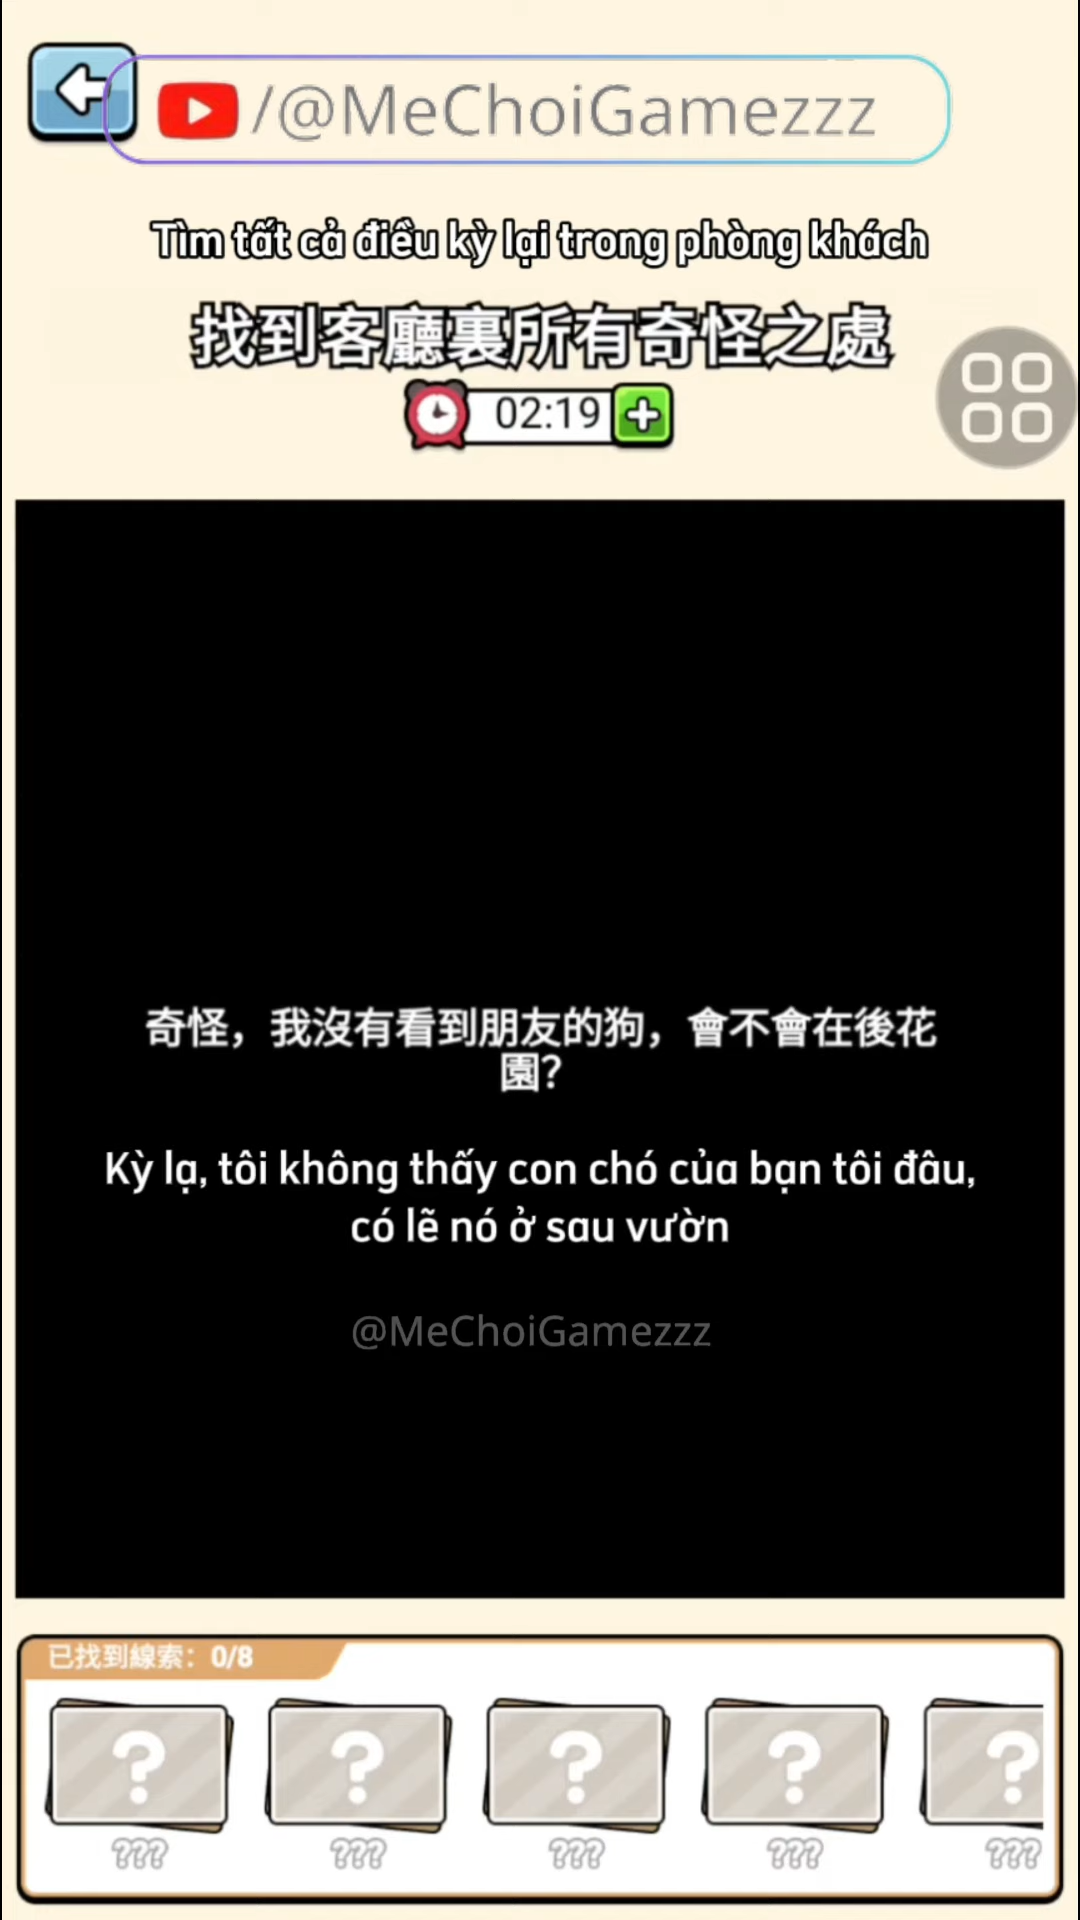 /@MeChoiGamezzz
Tìm tất cả điều kỳ lại trong phòng khách
找到客廳裏所有奇怪之處
02:19
奇怪，我沒有看到朋友的狗，會不會在後花
園？
Kỳ lạ, tôi không thấy con chó của bạn tôi đâu,
có lẽ nó ở sau vườn
@MeChoiGamezzz
已找到線索：0/8
? ? ? ? ?
??? ??? ??? ??? ???